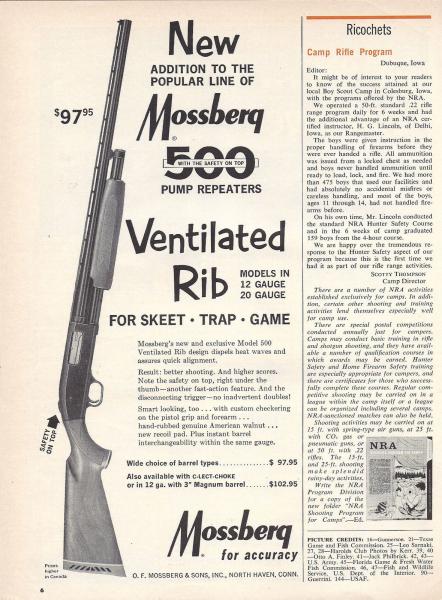 New
ADDITION TO THE
POPULAR LINE OF
$97⁹⁵
Mossberg
®
500
WITH THE SAFETY ON TOP
PUMP REPEATERS
Ventilated
Rib
MODELS IN
12 GAUGE
20 GAUGE
FOR SKEET • TRAP • GAME
Mossberg's new and exclusive Model 500
Ventilated Rib design dispels heat waves and
assures quick alignment.
Result: better shooting. And higher scores.
Note the safety on top, right under the
thumb—another fast-action feature. And the
disconnecting trigger—no inadvertent doubles!
Smart looking, too . . . with custom checkering
on the pistol grip and forearm . . .
hand-rubbed genuine American walnut . . .
new recoil pad. Plus instant barrel
interchangeability within the same gauge.
SAFETY
ON TOP
Wide choice of barrel types..........$ 97.95
Also available with C-LECT-CHOKE
or in 12 ga. with 3" Magnum barrel......$102.95
Mossberg
®
for accuracy
Prices
higher
in Canada
O. F. MOSSBERG & SONS, INC., NORTH HAVEN, CONN.
6
Ricochets
Camp Rifle Program
Dubuque, Iowa
Editor:
It might be of interest to your readers
to know of the success attained at our
local Boy Scout Camp in Colesburg, Iowa,
with the programs offered by the NRA.
We operated a 50-ft. standard .22 rifle
range program daily for 6 weeks and had
the additional advantage of an NRA cer-
tified instructor, H. G. Lincoln, of Delhi,
Iowa, as our Rangemaster.
The boys were given instruction in the
proper handling of firearms before they
were ever handed a rifle. All ammunition
was issued from a locked chest as needed
and boys never handled ammunition until
ready to load, lock, and fire. We had more
than 475 boys that used our facilities and
had absolutely no accidental misfires or
careless handling, and most of the boys,
ages 11 through 14, had not handled fire-
arms before.
On his own time, Mr. Lincoln conducted
the standard NRA Hunter Safety Course
and in the 6 weeks of camp graduated
159 boys from the 4-hour course.
We are happy over the tremendous re-
sponse to the Hunter Safety aspect of our
program because this is the first time we
had it as part of our rifle range activities.
SCOTTY THOMPSON
Camp Director
There are a number of NRA activities
established exclusively for camps. In addi-
tion, certain other shooting and training
activities lend themselves especially well
for camp use.
There are special postal competitions
conducted annually just for campers.
Camps may conduct basic training in rifle
and shotgun shooting, and they have avail-
able a number of qualification courses in
which awards may be earned. Hunter
Safety and Home Firearm Safety training
are especially appropriate for campers, and
there are certificates for those who success-
fully complete these courses. Regular com-
petitive shooting may be carried on in a
league within the camp itself or a league
can be organized including several camps.
NRA-sanctioned matches can also be held.
Shooting activities may be carried on at
15 ft. with spring-type air guns, at 25 ft.
with CO₂ gas or
pneumatic guns, or
at 50 ft. with .22
rifles. The 15-ft.
and 25-ft. shooting
make splendid
rainy-day activities.
Write the NRA
Program Division
for a copy of the
new folder "NRA
Shooting Program
for Camps".—Ed.
NRA
PICTURE CREDITS: 16—Gunnerson. 21—Texas
Game and Fish Commission. 25—Leo Sarnaki.
27, 28—Harolds Club Photos by Kerr. 39, 40
—Otto A. Finley. 41—Jack Philbrick. 42, 43—
U.S. Army. 45—Florida Game & Fresh Water
Fish Commission. 46, 43—Fish and Wildlife
Service, U.S. Dept. of the Interior. 90—
Guerrini. 144—USAF.